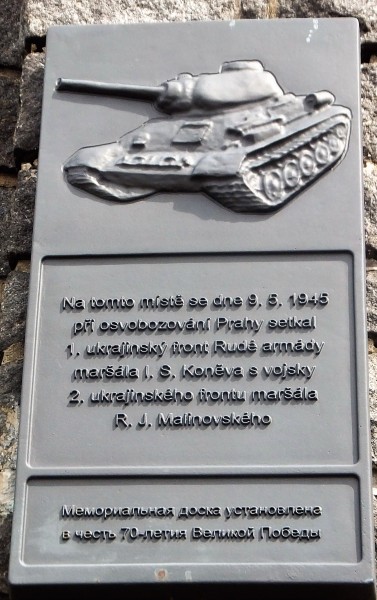 Na tomto místě se dne 9. 5. 1945
při osvobozování Prahy setkal
1. ukrajinský front Rudé armády
maršála I. S. Koněva s vojsky
2. ukrajinského frontu maršála
R. J. Malinovského
Мемориальная доска установлена
в честь 70-летия Великой Победы